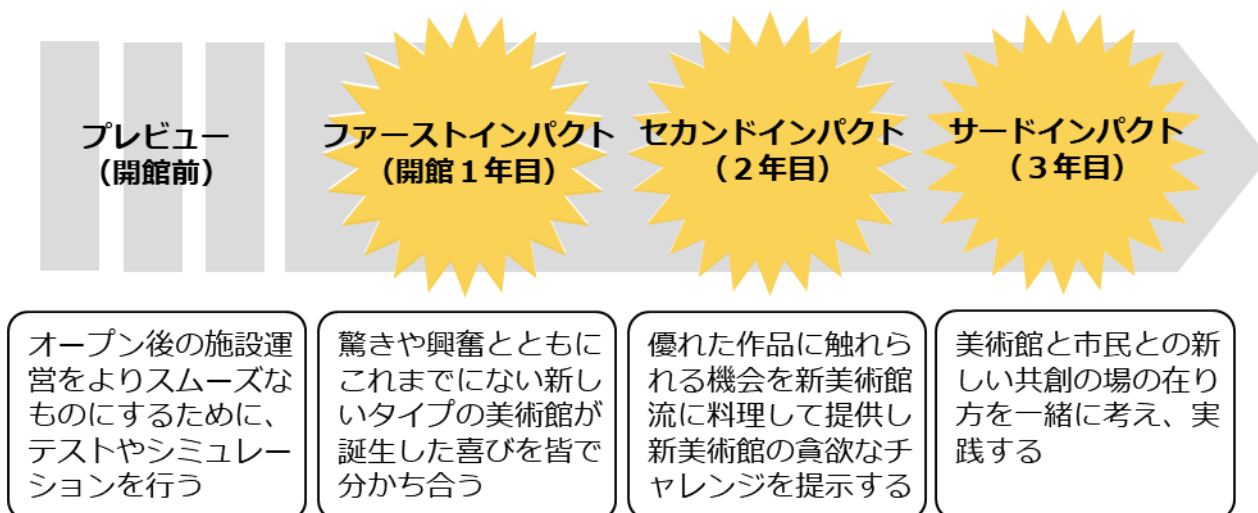 プレビュー
（開館前）
ファーストインパクト
（開館１年目）
セカンドインパクト
（２年目）
サードインパクト
（３年目）
オープン後の施設運
営をよりスムーズな
ものにするために、
テストやシミュレー
ションを行う
驚きや興奮とともに
これまでにない新し
いタイプの美術館が
誕生した喜びを皆で
分かち合う
優れた作品に触れら
れる機会を新美術館
流に料理して提供し
新美術館の貪欲なチ
ャレンジを提示する
美術館と市民との新
しい共創の場の在り
方を一緒に考え、実
践する